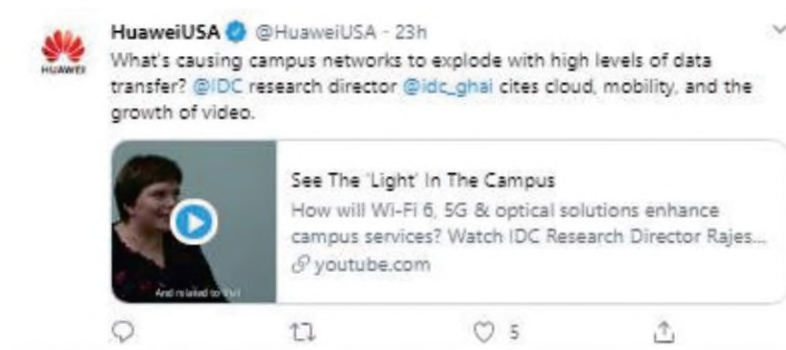 HuaweiUSA @HuaweiUSA - 23h
HUAWEI
What's causing campus networks to explode with high levels of data
transfer? @IDC research director @idc_ghai cites cloud, mobility, and the
growth of video.
See The 'Light' In The Campus
How will Wi-Fi 6, 5G & optical solutions enhance
campus services? Watch IDC Research Director Rajes...
youtube.com
And related to
5